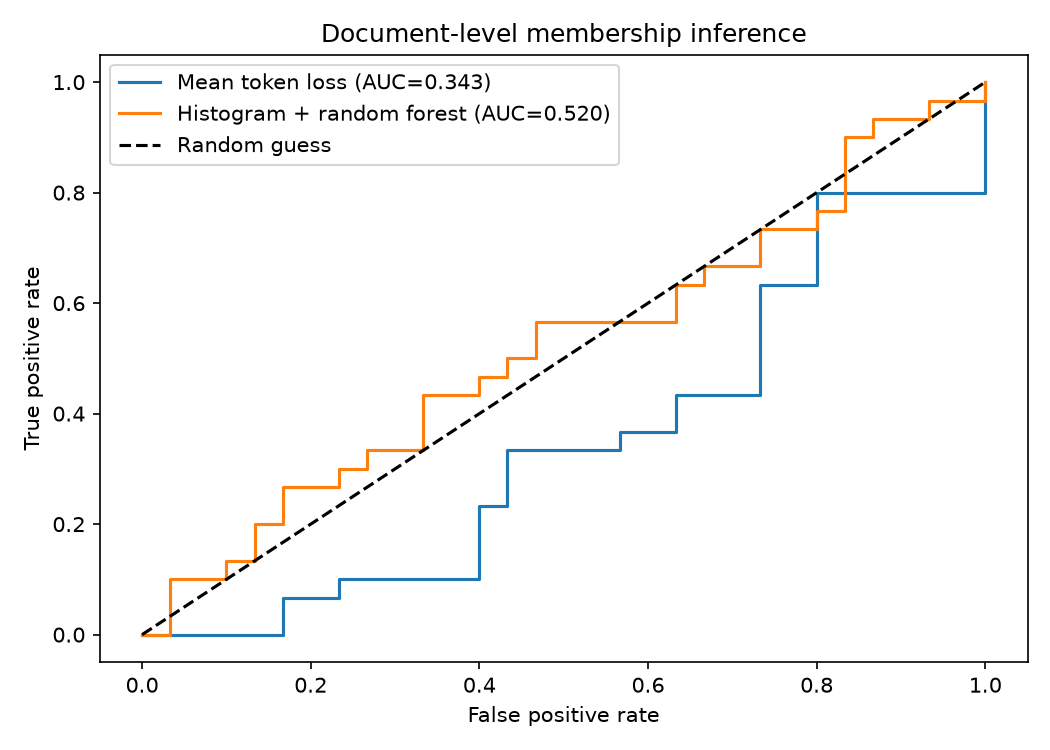 Document-level membership inference
Mean token loss (AUC=0.343)
Histogram + random forest (AUC=0.520)
Random guess
1.0
0.8
0.6
0.4
0.2
0.0
True positive rate
0.0 0.2 0.4 0.6 0.8 1.0
False positive rate